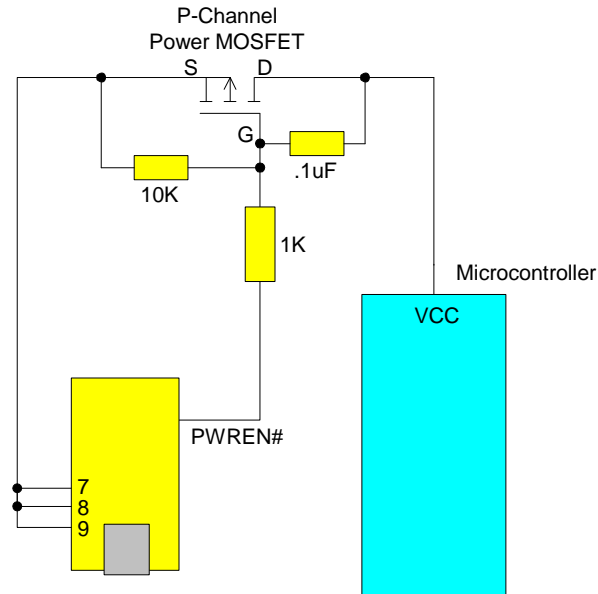 P-Channel
Power MOSFET
S D
G
.1uF
10K
1K
Microcontroller
VCC
PWREN#
7
8
9